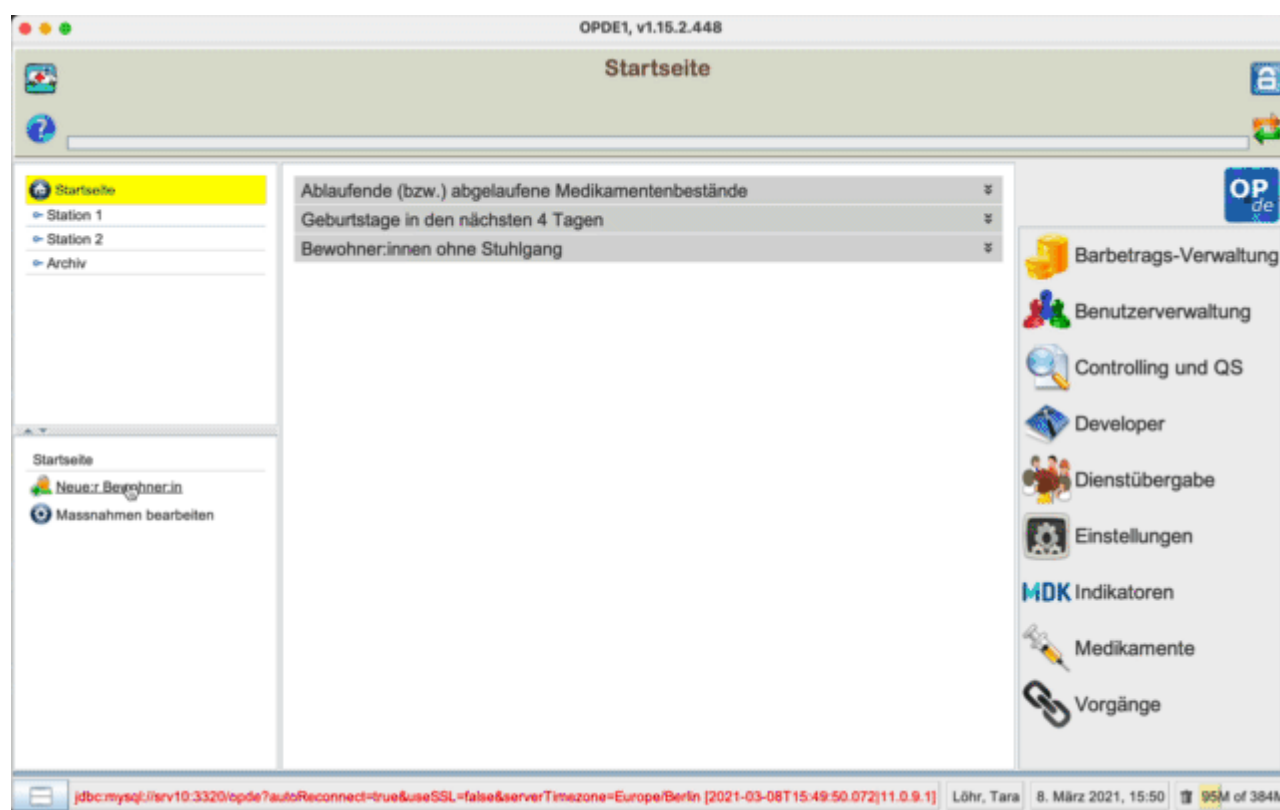 OPDE1, v1.15.2.448
Startseite
Startseite
Station 1
Station 2
Archiv
Ablaufende (bzw.) abgelaufene Medikamentenbestände
Geburtstage in den nächsten 4 Tagen
Bewohner:innen ohne Stuhlgang
OP
de
Barbetrags-Verwaltung
Benutzerverwaltung
Controlling und QS
Developer
Dienstübergabe
Einstellungen
MDK Indikatoren
Medikamente
Vorgänge
Startseite
Neue:r Bewohner:in
Massnahmen bearbeiten
jdbc:mysql://srv10:3320/opde?autoReconnect=true&useSSL=false&serverTimezone=Europe/Berlin [2021-03-08T15:49:50.072|11.0.9.1]
Löhr, Tara
8. März 2021, 15:50
95M of 384M